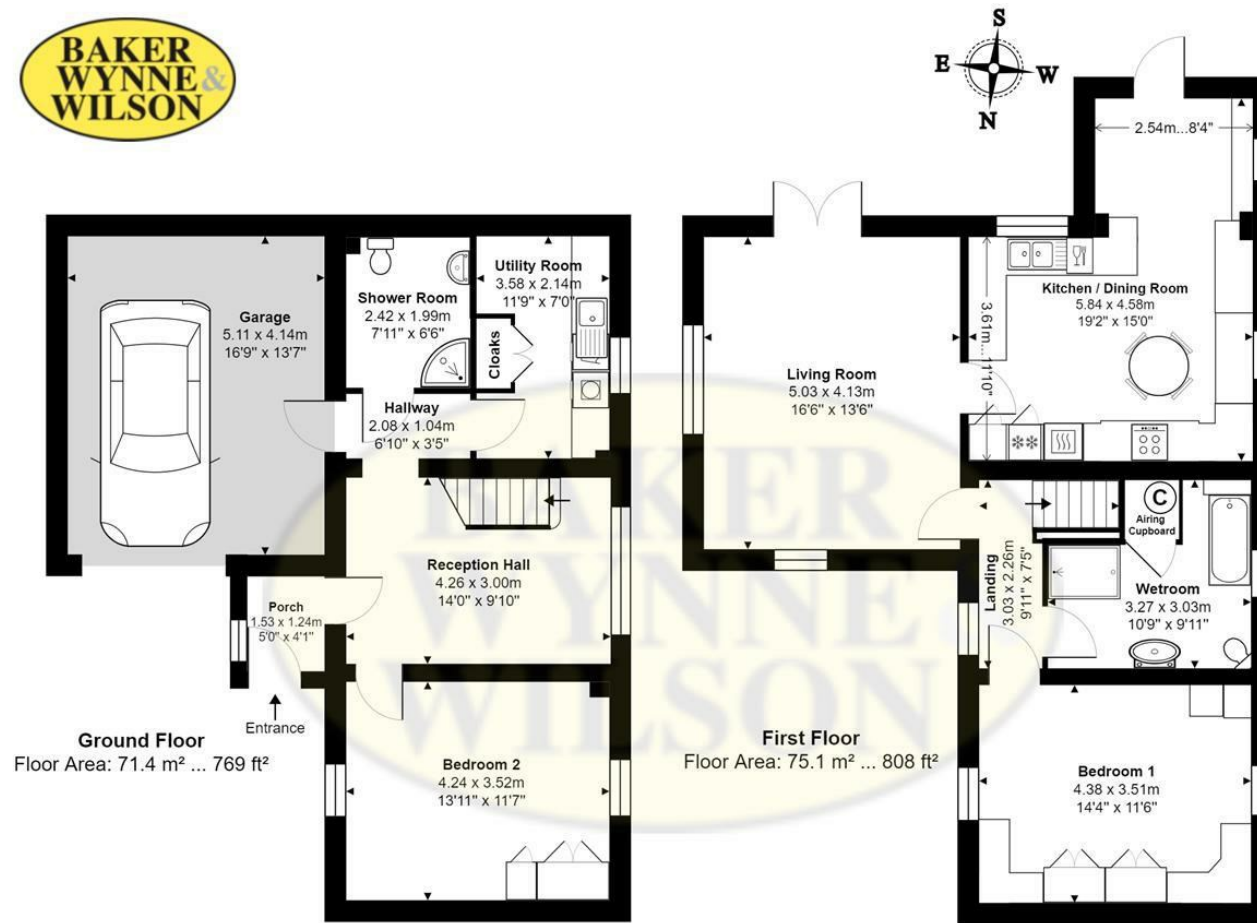 BAKER
WYNNE &
WILSON
S
E
W
N
2.54m...8'4"
Garage
5.11 x 4.14m
16'9" x 13'7"
Shower Room
2.42 x 1.99m
7'11" x 6'6"
Utility Room
3.58 x 2.14m
11'9" x 7'0"
Cloaks
Hallway
2.08 x 1.04m
6'10" x 3'5"
Reception Hall
4.26 x 3.00m
14'0" x 9'10"
Porch
1.53 x 1.24m
5'0" x 4'1"
Entrance
Bedroom 2
4.24 x 3.52m
13'11" x 11'7"
Ground Floor
Floor Area: 71.4 m² ... 769 ft²
Living Room
5.03 x 4.13m
16'6" x 13'6"
3.61m...11'10"
Kitchen / Dining Room
5.84 x 4.58m
19'2" x 15'0"
C
Airing
Cupboard
Landing
3.03 x 2.26m
9'11" x 7'5"
Wetroom
3.27 x 3.03m
10'9" x 9'11"
Bedroom 1
4.38 x 3.51m
14'4" x 11'6"
First Floor
Floor Area: 75.1 m² ... 808 ft²
BAKER
WYNNE &
WILSON